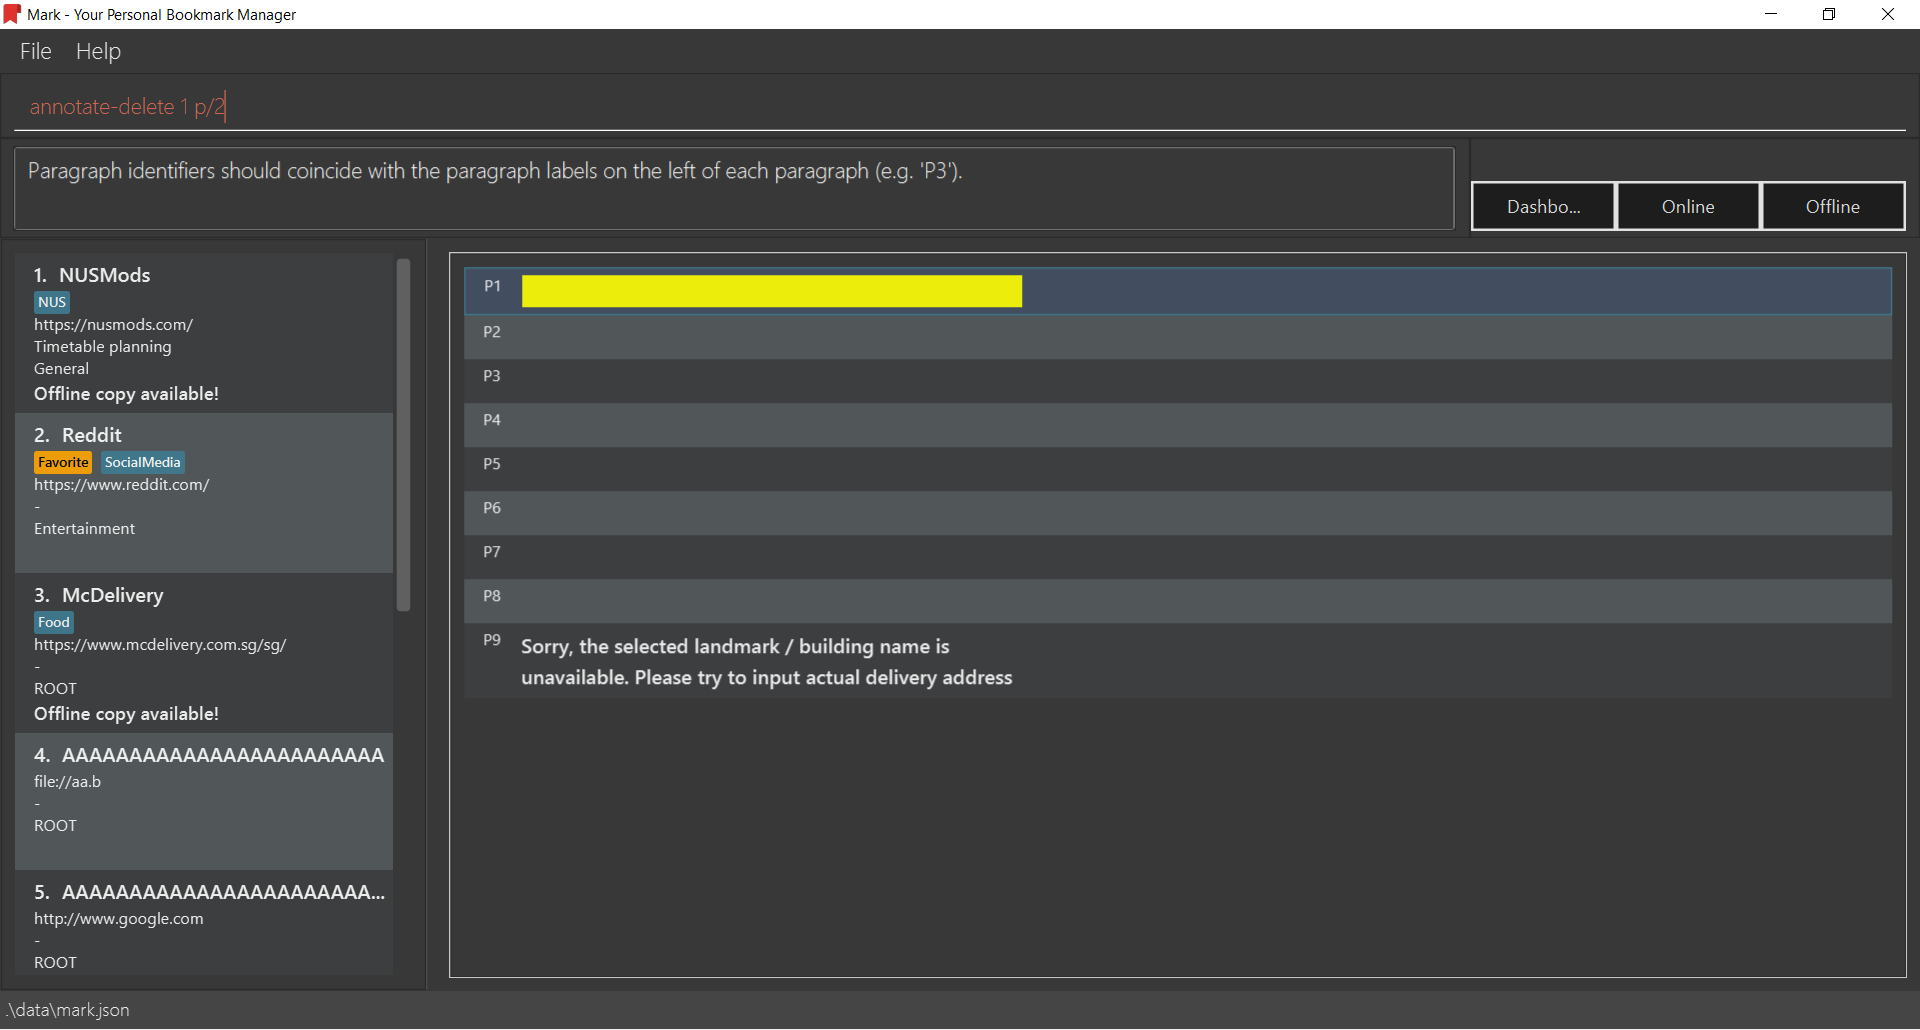 Mark - Your Personal Bookmark Manager
File Help
annotate-delete 1 p/2
Paragraph identifiers should coincide with the paragraph labels on the left of each paragraph (e.g. 'P3').
Dashbo... Online Offline
1. NUSMods
NUS
https://nusmods.com/
Timetable planning
General
Offline copy available!
2. Reddit
Favorite SocialMedia
https://www.reddit.com/
-
Entertainment
3. McDelivery
Food
https://www.mcdelivery.com.sg/sg/
-
ROOT
Offline copy available!
4. AAAAAAAAAAAAAAAAAAAAAAAA
file://aa.b
-
ROOT
5. AAAAAAAAAAAAAAAAAAAAAAA...
http://www.google.com
-
ROOT
P1
P2
P3
P4
P5
P6
P7
P8
P9
Sorry, the selected landmark / building name is
unavailable. Please try to input actual delivery address
.\data\mark.json